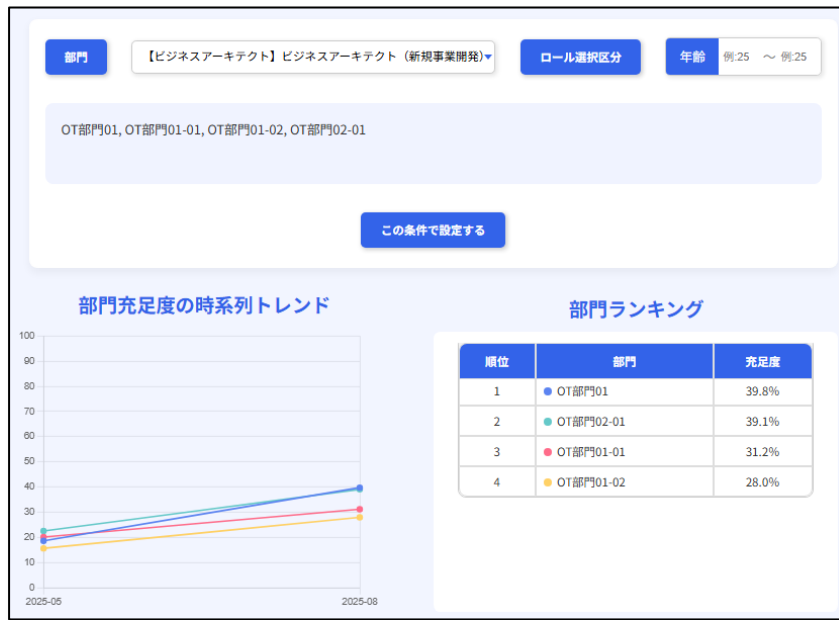 部門
【ビジネスアーキテクト】ビジネスアーキテクト（新規事業開発）
ロール選択区分
年齢 例:25 ～ 例:25
OT部門01, OT部門01-01, OT部門01-02, OT部門02-01
この条件で設定する
部門充足度の時系列トレンド
100
90
80
70
60
50
40
30
20
10
0
2025-05 2025-08
部門ランキング
順位 部門 充足度
1 OT部門01 39.8%
2 OT部門02-01 39.1%
3 OT部門01-01 31.2%
4 OT部門01-02 28.0%